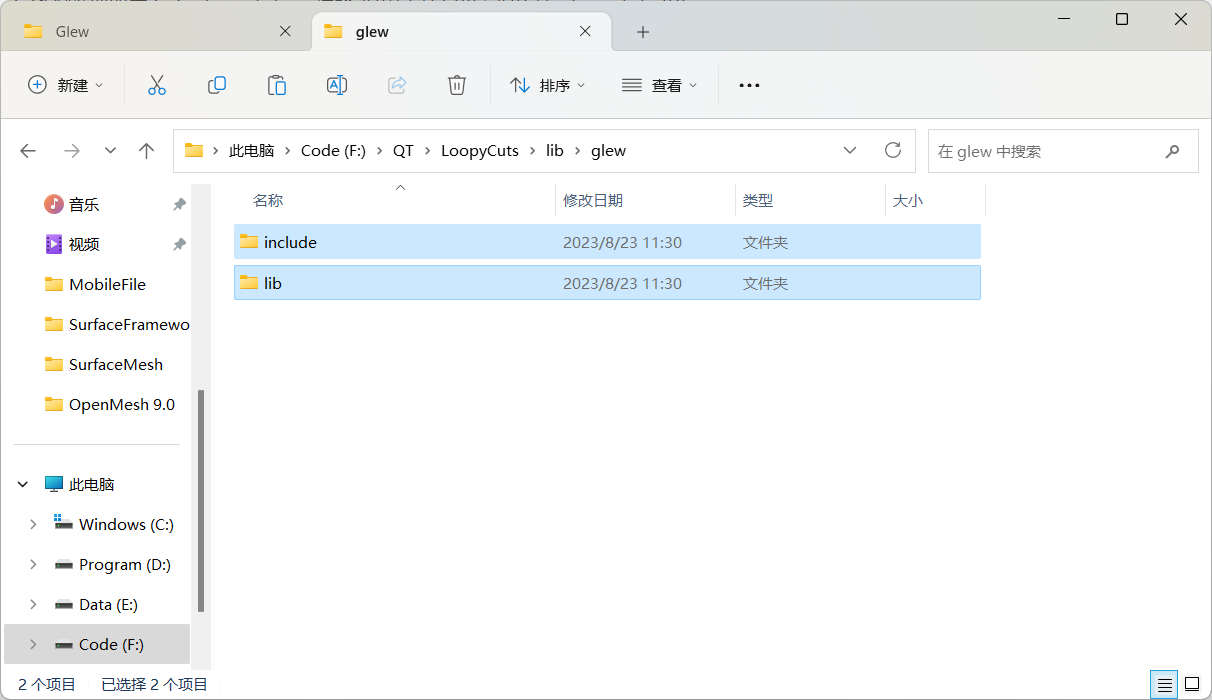 Glew
glew
新建
排序
查看
此电脑 Code (F:) QT LoopyCuts lib glew
在 glew 中搜索
音乐
视频
MobileFile
SurfaceFramewo
SurfaceMesh
OpenMesh 9.0
此电脑
Windows (C:)
Program (D:)
Data (E:)
Code (F:)
名称 修改日期 类型 大小
include 2023/8/23 11:30 文件夹
lib 2023/8/23 11:30 文件夹
2 个项目 已选择 2 个项目